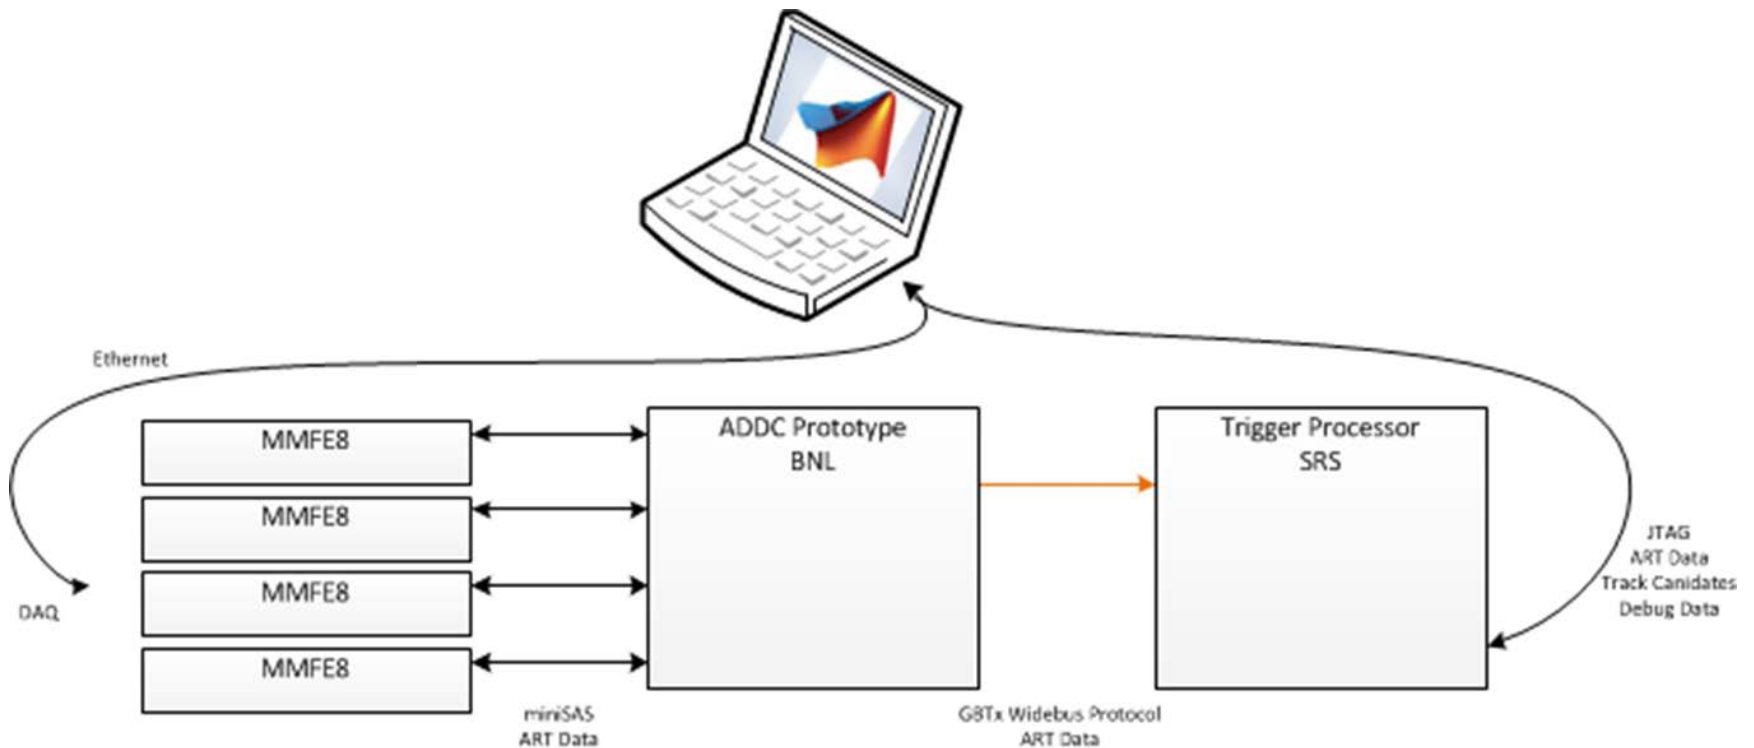 Ethernet
MMFE8
MMFE8
MMFE8
MMFE8
DAQ
miniSAS
ART Data
ADDC Prototype
BNL
GBTx Widebus Protocol
ART Data
Trigger Processor
SRS
JTAG
ART Data
Track Canidates
Debug Data